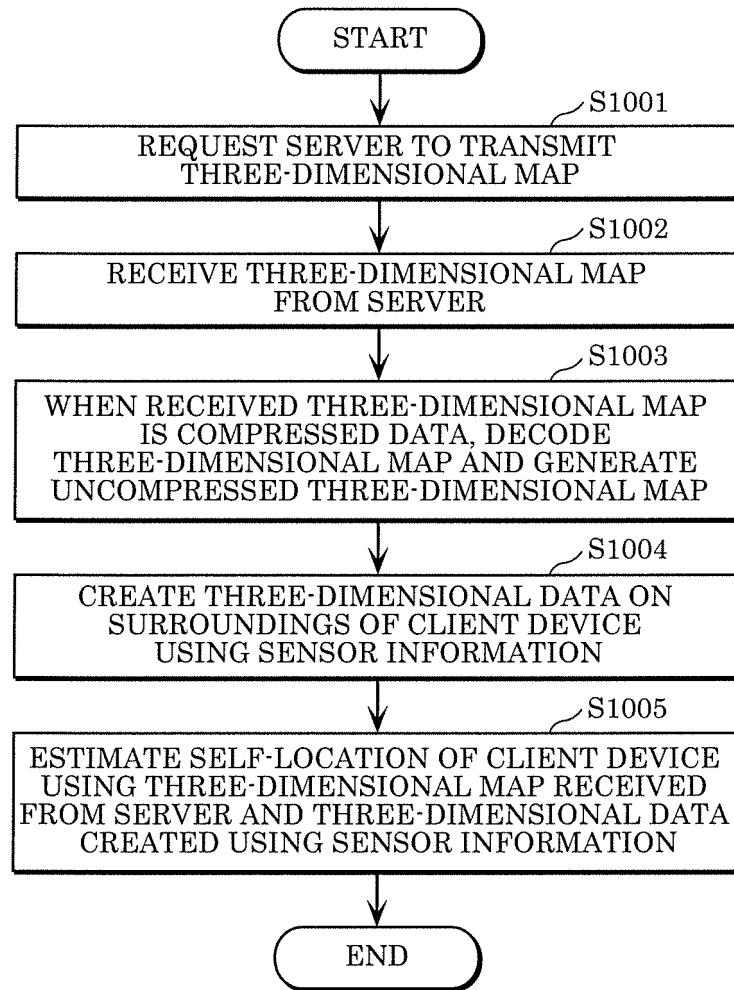 START
S1001
REQUEST SERVER TO TRANSMIT
THREE-DIMENSIONAL MAP
S1002
RECEIVE THREE-DIMENSIONAL MAP
FROM SERVER
S1003
WHEN RECEIVED THREE-DIMENSIONAL MAP
IS COMPRESSED DATA, DECODE
THREE-DIMENSIONAL MAP AND GENERATE
UNCOMPRESSED THREE-DIMENSIONAL MAP
S1004
CREATE THREE-DIMENSIONAL DATA ON
SURROUNDINGS OF CLIENT DEVICE
USING SENSOR INFORMATION
S1005
ESTIMATE SELF-LOCATION OF CLIENT DEVICE
USING THREE-DIMENSIONAL MAP RECEIVED
FROM SERVER AND THREE-DIMENSIONAL DATA
CREATED USING SENSOR INFORMATION
END